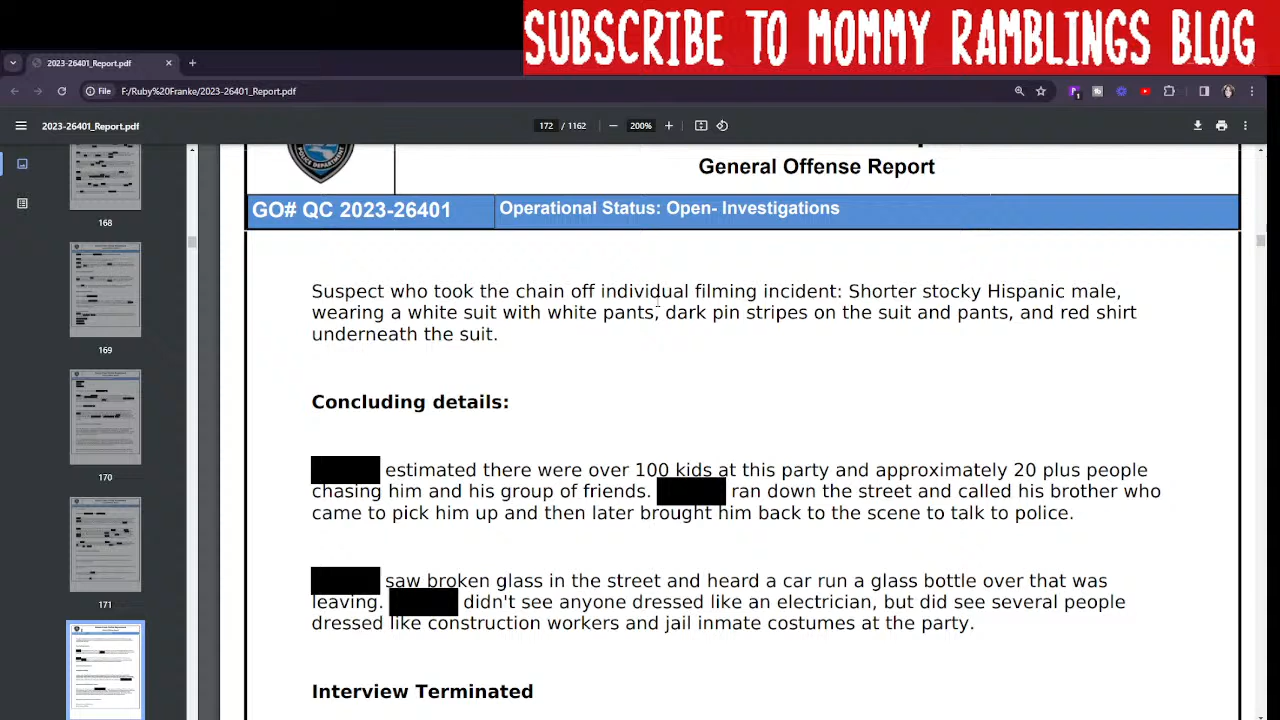 SUBSCRIBE TO MOMMY RAMBLINGS BLOG
2023-26401_Report.pdf
File F:/Ruby%20Franke/2023-26401_Report.pdf
2023-26401_Report.pdf
172 / 1162
200%
POLICE DEPARTMENT
General Offense Report
GO# QC 2023-26401
Operational Status: Open- Investigations
168
169
170
171
Suspect who took the chain off individual filming incident: Shorter stocky Hispanic male,
wearing a white suit with white pants, dark pin stripes on the suit and pants, and red shirt
underneath the suit.
Concluding details:
estimated there were over 100 kids at this party and approximately 20 plus people
chasing him and his group of friends. ran down the street and called his brother who
came to pick him up and then later brought him back to the scene to talk to police.
saw broken glass in the street and heard a car run a glass bottle over that was
leaving. didn't see anyone dressed like an electrician, but did see several people
dressed like construction workers and jail inmate costumes at the party.
Interview Terminated